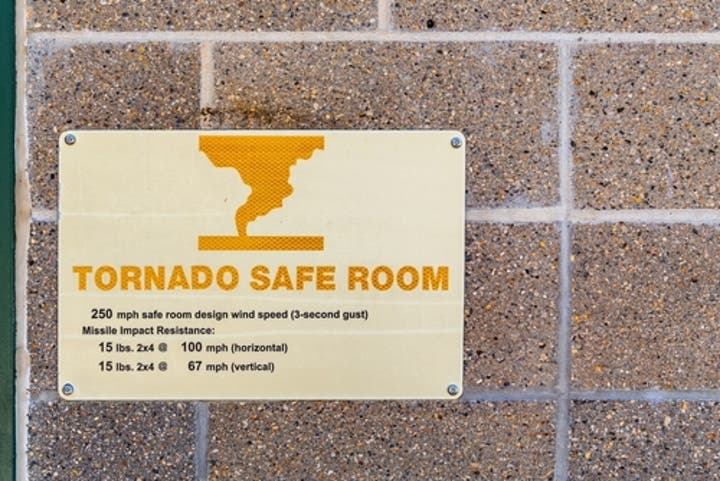 TORNADO SAFE ROOM
250 mph safe room design wind speed (3-second gust)
Missile Impact Resistance:
15 lbs. 2x4 @ 100 mph (horizontal)
15 lbs. 2x4 @ 67 mph (vertical)